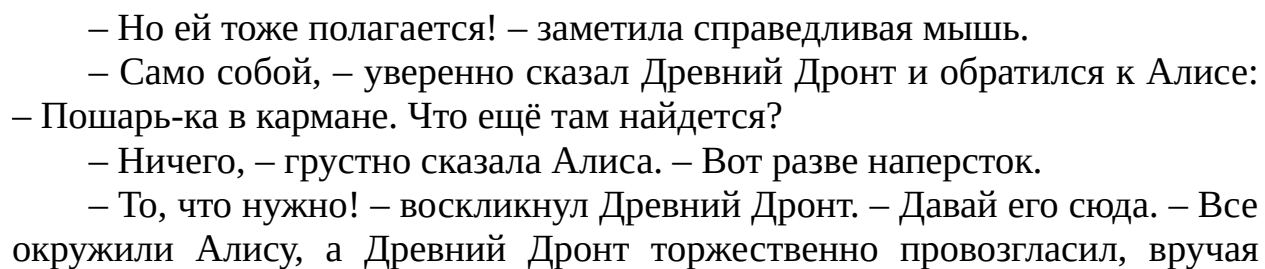 – Но ей тоже полагается! – заметила справедливая мышь.
– Само собой, – уверенно сказал Древний Дронт и обратился к Алисе:
– Пошарь-ка в кармане. Что ещё там найдется?
– Ничего, – грустно сказала Алиса. – Вот разве наперсток.
– То, что нужно! – воскликнул Древний Дронт. – Давай его сюда. – Все
окружили Алису, а Древний Дронт торжественно провозгласил, вручая